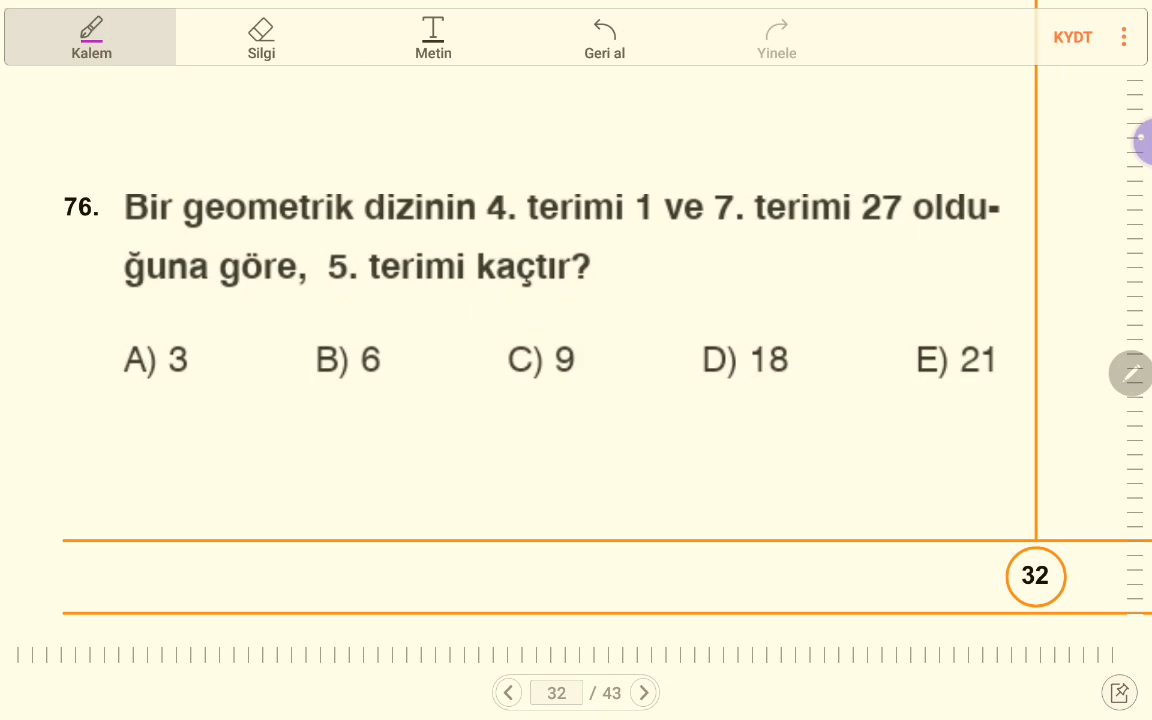 Kalem
Silgi
Metin
Geri al
Yinele
KYDT
76. Bir geometrik dizinin 4. terimi 1 ve 7. terimi 27 oldu-
ğuna göre, 5. terimi kaçtır?
A) 3 B) 6 C) 9 D) 18 E) 21
32
32 / 43